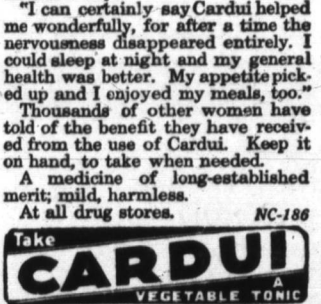 "I can certainly say Cardui helped
me wonderfully, for after a time the
nervousness disappeared entirely. I
could sleep at night and my general
health was better. My appetite pick-
ed up and I enjoyed my meals, too."
Thousands of other women have
told of the benefit they have receiv-
ed from the use of Cardui. Keep it
on hand, to take when needed.
A medicine of long-established
merit; mild, harmless.
At all drug stores. NC-186
Take
CARDUI
A
VEGETABLE TONIC